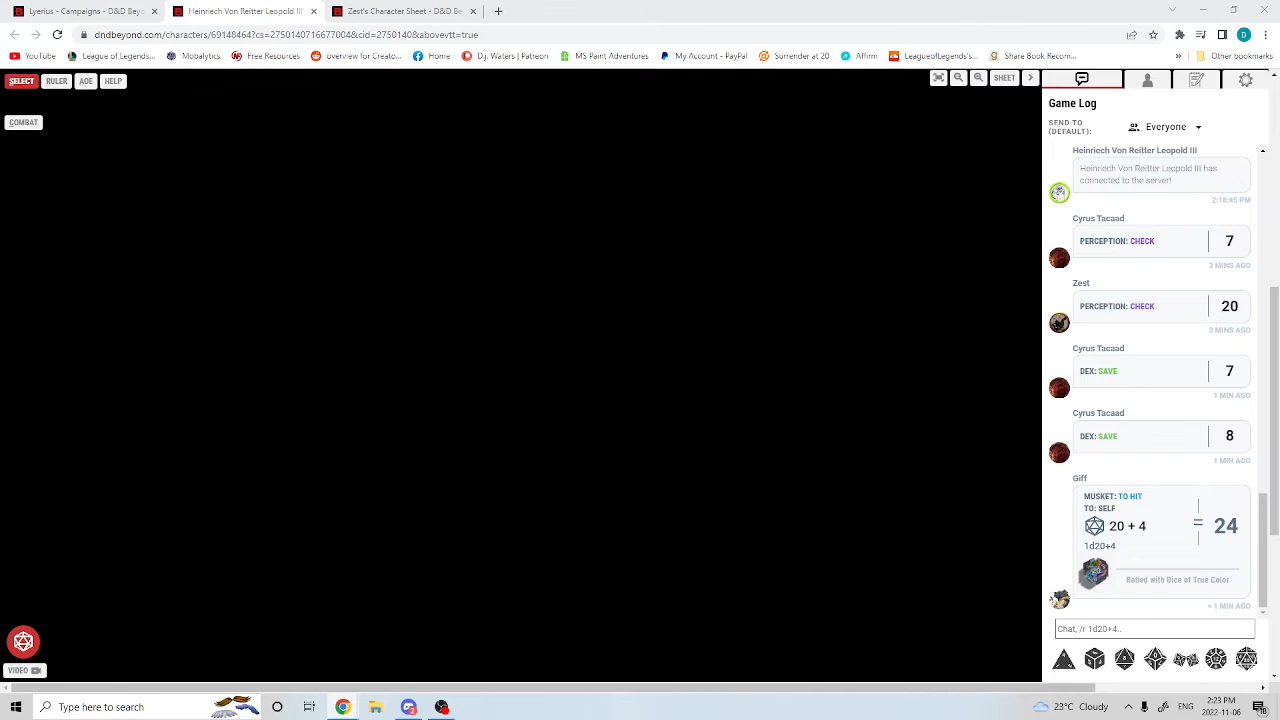 Lyerius - Campaigns - D&D Beyo
Heinriech Von Reitter Leopold III'
Zest's Character Sheet - D&D Be
dndbeyond.com/characters/69148464?cs=2750140716677004&cid=2750140&abovevtt=true
D
YouTube
League of Legends...
Mobalytics
Free Resources
overview for Creato...
Home
D.j. Waters | Patreon
MS Paint Adventures
My Account - PayPal
Surrender at 20
Affirm
LeagueofLegends...
Share Book Recom...
Other bookmarks
SELECT
RULER
AOE
HELP
SHEET
COMBAT
Game Log
SEND TO
(DEFAULT):
Everyone
Heinriech Von Reitter Leopold III
Heinriech Von Reitter Leopold III has
connected to the server!
2:18:45 PM
Cyrus Tacaad
PERCEPTION: CHECK
7
3 MINS AGO
Zest
PERCEPTION: CHECK
20
3 MINS AGO
Cyrus Tacaad
DEX: SAVE
7
1 MIN AGO
Cyrus Tacaad
DEX: SAVE
8
1 MIN AGO
Giff
MUSKET: TO HIT
TO: SELF
20 + 4
=
24
1d20+4
Rolled with Dice of True Color
< 1 MIN AGO
Chat, /r 1d20+4..
VIDEO
Type here to search
23°C Cloudy
ENG
2:23 PM
2022-11-06